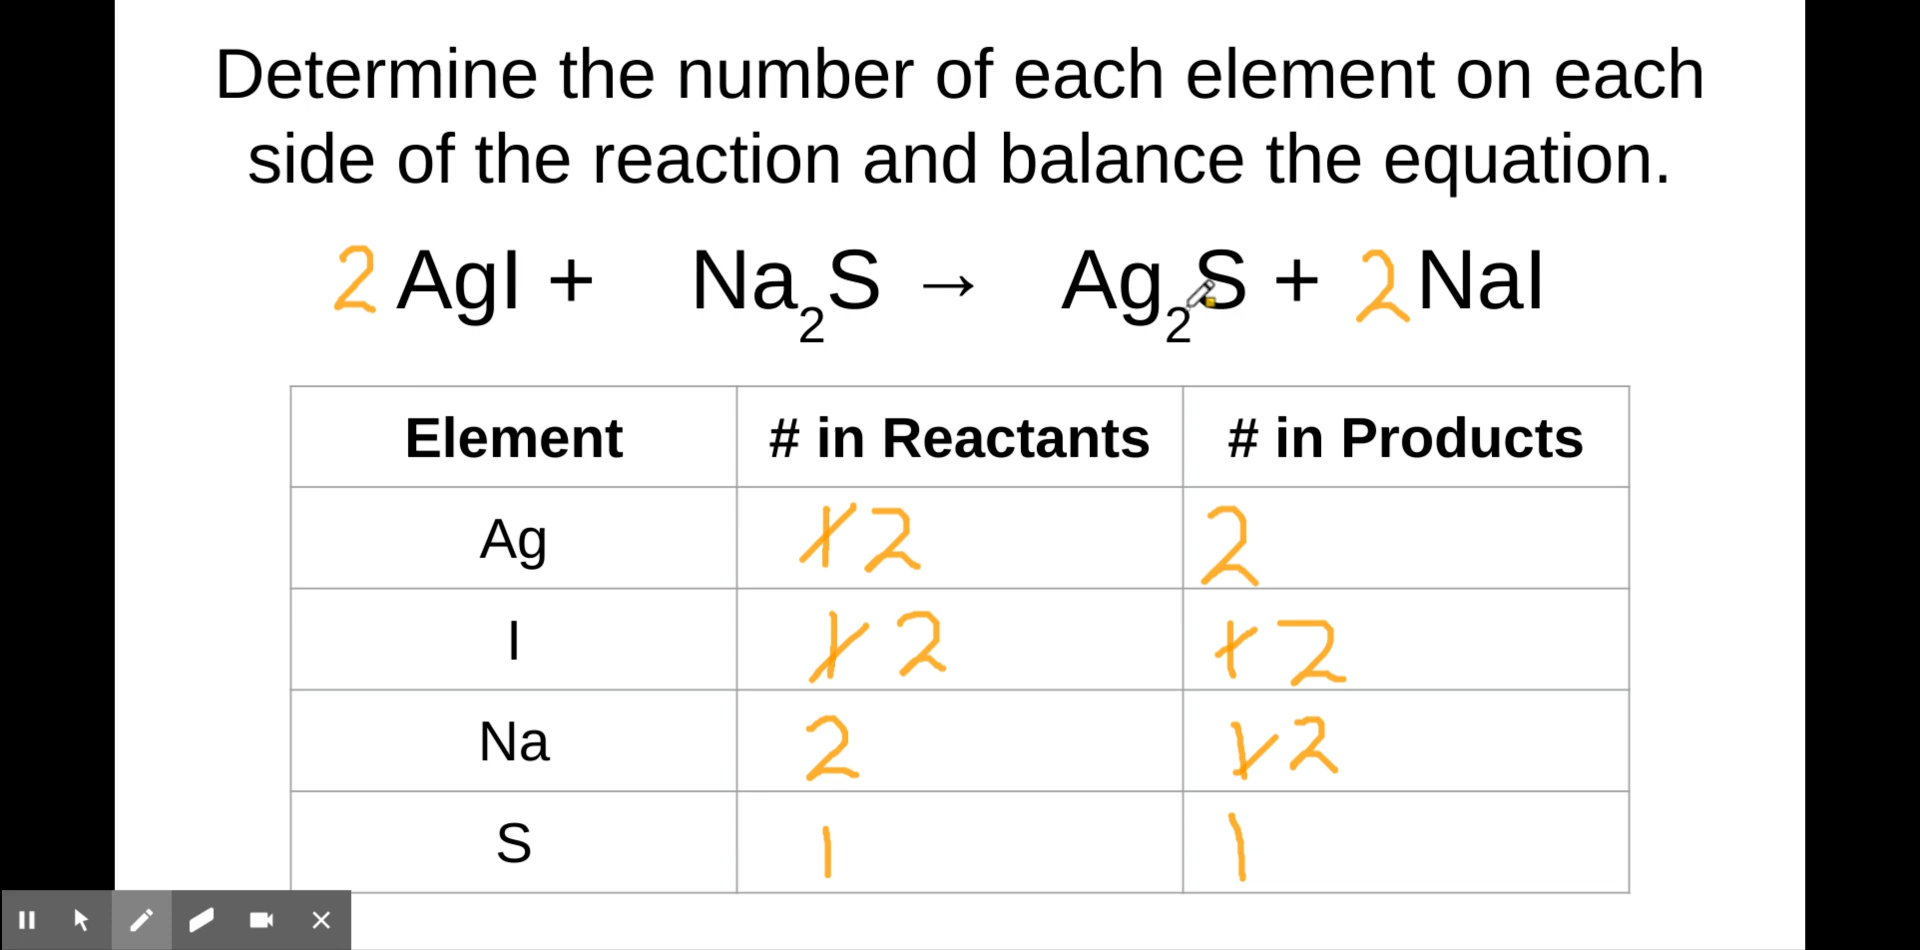 Determine the number of each element on each
side of the reaction and balance the equation.
2 AgI + Na₂S → Ag₂S + 2 NaI
Element # in Reactants # in Products
Ag 1 2 2
I 1 2 1 2
Na 2 1 2
S 1 1